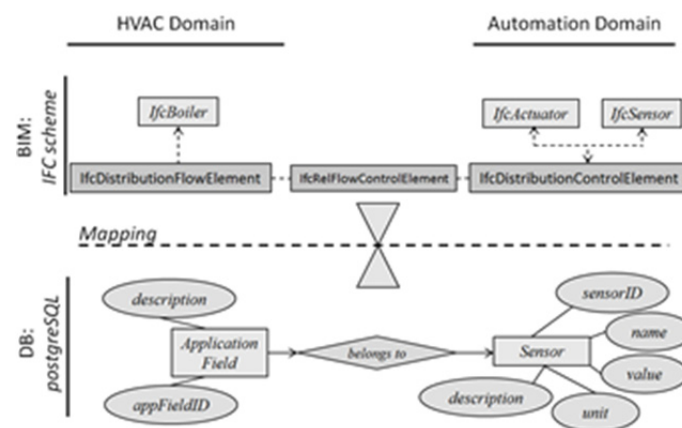 HVAC Domain
Automation Domain
BIM:
IFC scheme
IfcBoiler
IfcActuator
IfcSensor
IfcDistributionFlowElement
IfcRelFlowControlElement
IfcDistributionControlElement
Mapping
DB:
postgreSQL
description
Application
Field
appFieldID
belongs to
Sensor
sensorID
name
value
unit
description